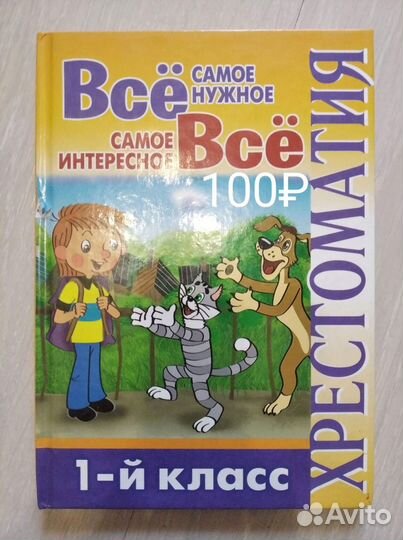 Всё САМОЕ
НУЖНОЕ
САМОЕ
ИНТЕРЕСНОЕ Всё
100₽
ХРЕСТОМАТИЯ
1-й класс
Avito